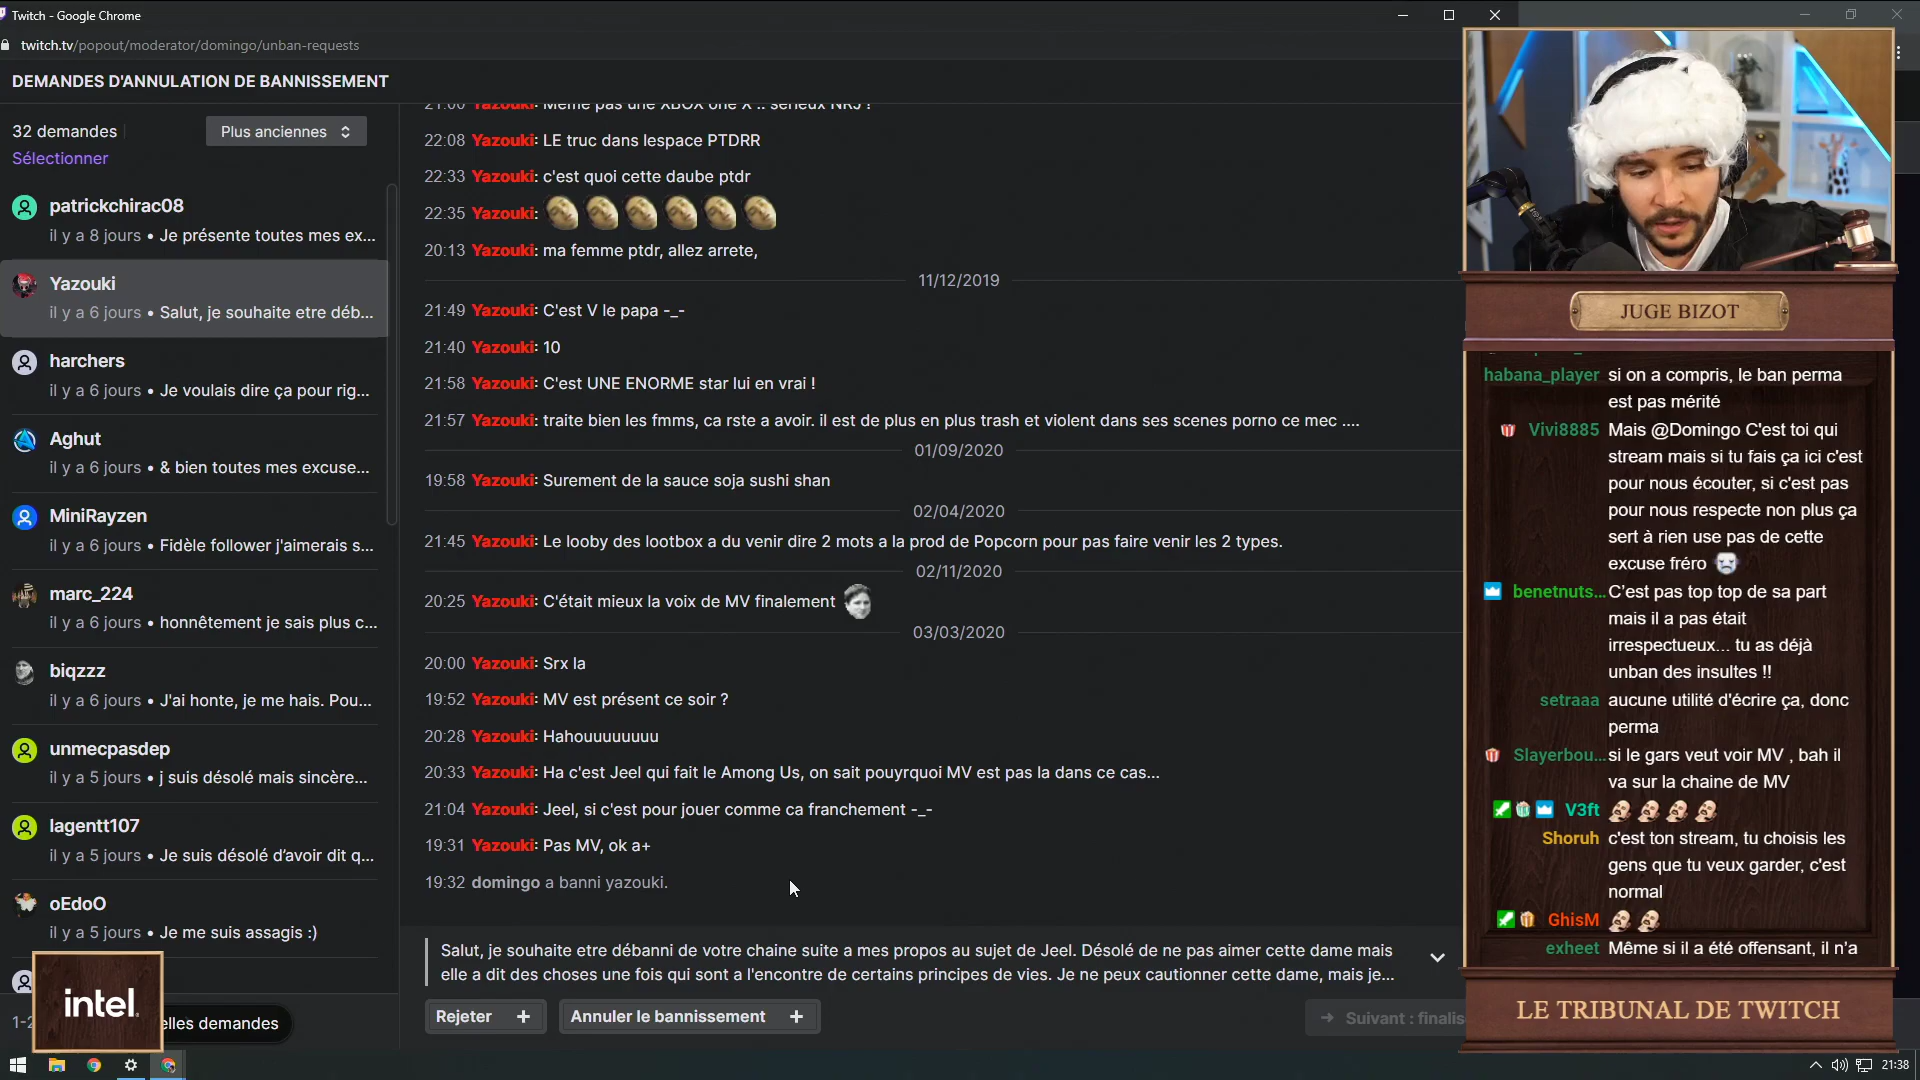 Twitch - Google Chrome
twitch.tv/popout/moderator/domingo/unban-requests
DEMANDES D'ANNULATION DE BANNISSEMENT
32 demandes
Plus anciennes
Sélectionner
patrickchirac08
il y a 8 jours • Je présente toutes mes ex...
Yazouki
il y a 6 jours • Salut, je souhaite etre déb...
harchers
il y a 6 jours • Je voulais dire ça pour rig...
Aghut
il y a 6 jours • & bien toutes mes excuse...
MiniRayzen
il y a 6 jours • Fidèle follower j'aimerais s...
marc_224
il y a 6 jours • honnêtement je sais plus c...
biqzzz
il y a 6 jours • J'ai honte, je me hais. Pou...
unmecpasdep
il y a 5 jours • j suis désolé mais sincère...
lagentt107
il y a 5 jours • Je suis désolé d'avoir dit q...
oEdoO
il y a 5 jours • Je me suis assagis :)
intel.
elles demandes
21:00 Yazouki: Même pas une XBOX one X .. sérieux NRJ !
22:08 Yazouki: LE truc dans lespace PTDRR
22:33 Yazouki: c'est quoi cette daube ptdr
22:35 Yazouki:
20:13 Yazouki: ma femme ptdr, allez arrete,
11/12/2019
21:49 Yazouki: C'est V le papa -_-
21:40 Yazouki: 10
21:58 Yazouki: C'est UNE ENORME star lui en vrai !
21:57 Yazouki: traite bien les fmms, ca rste a avoir. il est de plus en plus trash et violent dans ses scenes porno ce mec ....
01/09/2020
19:58 Yazouki: Surement de la sauce soja sushi shan
02/04/2020
21:45 Yazouki: Le looby des lootbox a du venir dire 2 mots a la prod de Popcorn pour pas faire venir les 2 types.
02/11/2020
20:25 Yazouki: C'était mieux la voix de MV finalement
03/03/2020
20:00 Yazouki: Srx la
19:52 Yazouki: MV est présent ce soir ?
20:28 Yazouki: Hahouuuuuuuu
20:33 Yazouki: Ha c'est Jeel qui fait le Among Us, on sait pouyrquoi MV est pas la dans ce cas...
21:04 Yazouki: Jeel, si c'est pour jouer comme ca franchement -_-
19:31 Yazouki: Pas MV, ok a+
19:32 domingo a banni yazouki.
Salut, je souhaite etre débanni de votre chaine suite a mes propos au sujet de Jeel. Désolé de ne pas aimer cette dame mais
elle a dit des choses une fois qui sont a l'encontre de certains principes de vies. Je ne peux cautionner cette dame, mais je...
Rejeter +
Annuler le bannissement +
Suivant : finalis
JUGE BIZOT
habana_player si on a compris, le ban perma
est pas mérité
Vivi8885 Mais @Domingo C'est toi qui
stream mais si tu fais ça ici c'est
pour nous écouter, si c'est pas
pour nous respecte non plus ça
sert à rien use pas de cette
excuse fréro
benetnuts... C'est pas top top de sa part
mais il a pas était
irrespectueux... tu as déjà
unban des insultes !!
setraaa aucune utilité d'écrire ça, donc
perma
Slayerbou... si le gars veut voir MV , bah il
va sur la chaine de MV
V3ft
Shoruh c'est ton stream, tu choisis les
gens que tu veux garder, c'est
normal
GhisM
exheet Même si il a été offensant, il n'a
LE TRIBUNAL DE TWITCH
21:38